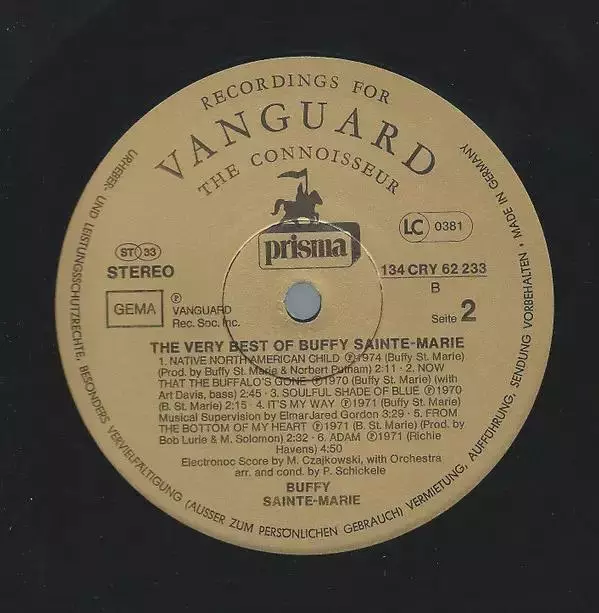 RECORDINGS FOR
VANGUARD
THE CONNOISSEUR
prisma
LC 0381
ST 33
STEREO
134 CRY 62 233
B
GEMA
Ⓟ
VANGUARD
Rec. Soc. Inc.
Seite 2
THE VERY BEST OF BUFFY SAINTE-MARIE
1. NATIVE NORTH AMERICAN CHILD Ⓟ1974 (Buffy St. Marie)
(Prod. by Buffy St. Marie & Norbert Putnam) 2:11 · 2. NOW
THAT THE BUFFALO'S GONE Ⓟ1970 (Buffy St. Marie) (with
Art Davis, bass) 2:45 · 3. SOULFUL SHADE OF BLUE Ⓟ1970
(B. St. Marie) 2:15 · 4. IT'S MY WAY Ⓟ1971 (Buffy St. Marie)
Musical Supervision by ElmarJared Gordon 3:29 · 5. FROM
THE BOTTOM OF MY HEART Ⓟ1971 (B. St. Marie) (Prod. by
Bob Lurie & M. Solomon) 2:32 · 6. ADAM Ⓟ1971 (Richie
Havens) 4:50
Electronoc Score by M. Czajkowski, with Orchestra
arr. and cond. by P. Schickele
BUFFY
SAINTE-MARIE
URHEBER- UND LEISTUNGSSCHUTZRECHTE, BESONDERS VERVIELFÄLTIGUNG (AUSSER ZUM PERSÖNLICHEN GEBRAUCH) VERMIETUNG, AUFFÜHRUNG, SENDUNG VORBEHALTEN · MADE IN GERMANY